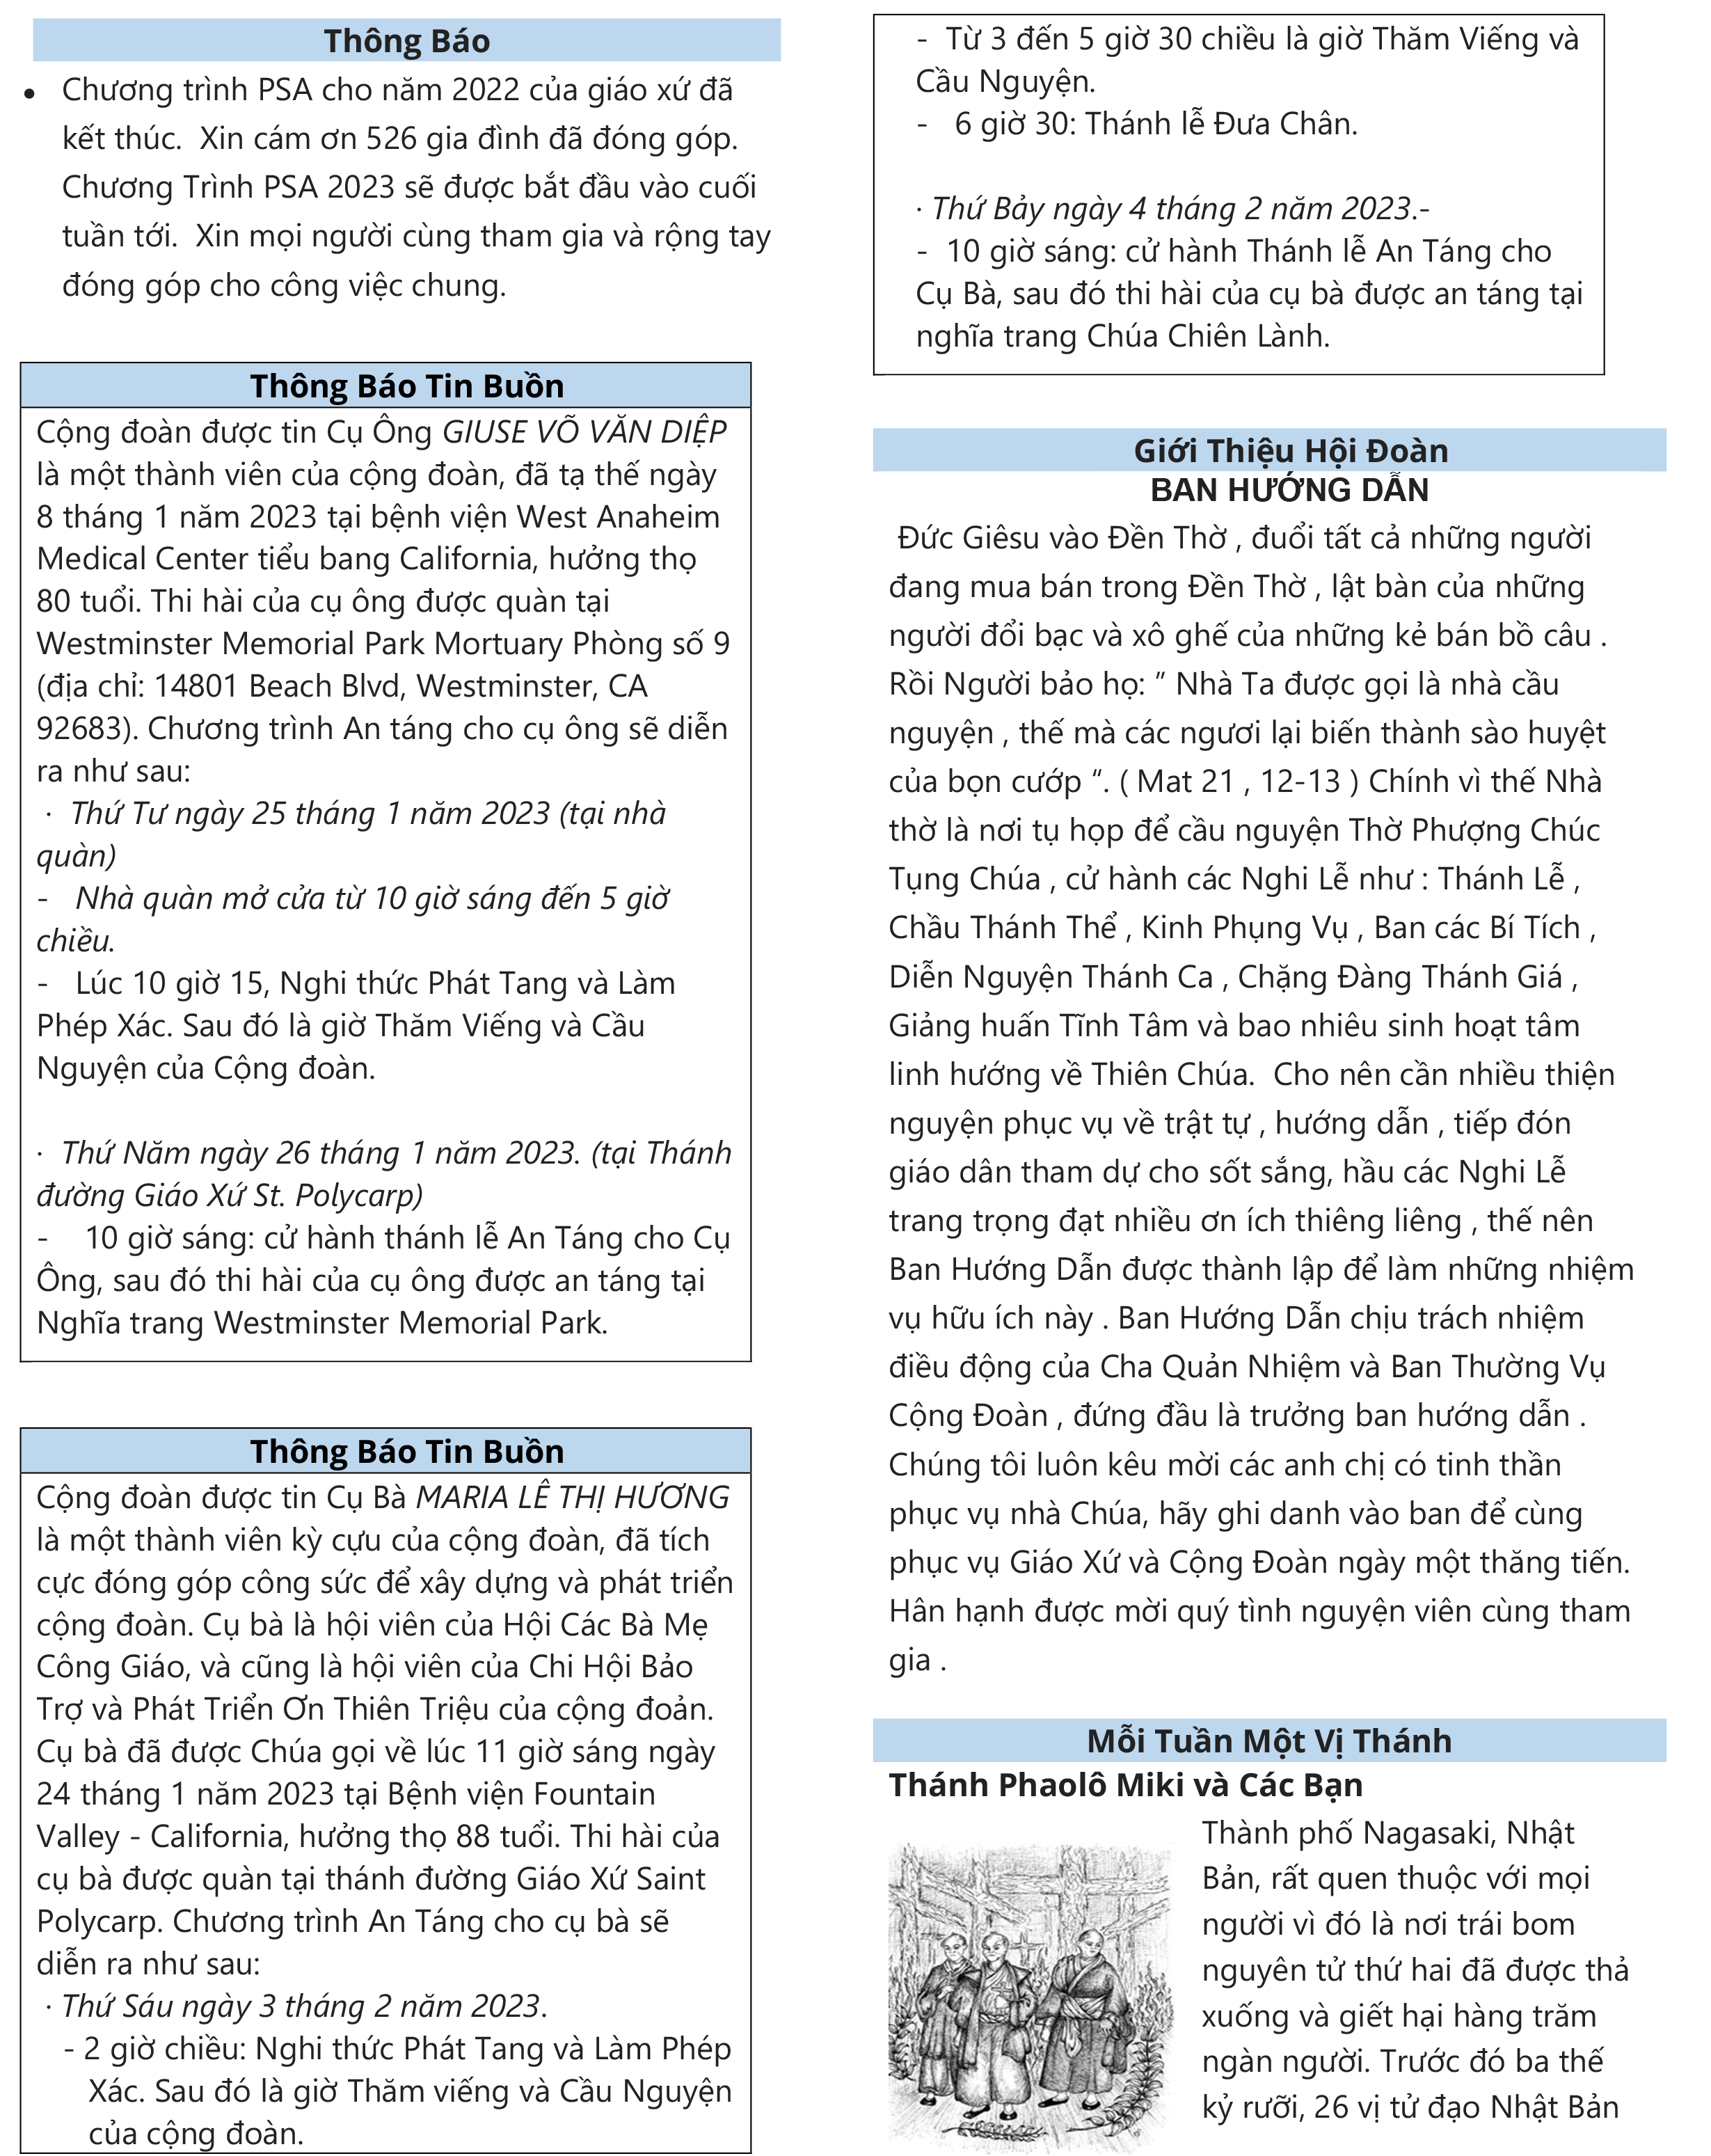 Thông Báo
• Chương trình PSA cho năm 2022 của giáo xứ đã
kết thúc.  Xin cám ơn 526 gia đình đã đóng góp.
Chương Trình PSA 2023 sẽ được bắt đầu vào cuối
tuần tới.  Xin mọi người cùng tham gia và rộng tay
đóng góp cho công việc chung.
Thông Báo Tin Buồn
Cộng đoàn được tin Cụ Ông GIUSE VÕ VĂN DIỆP
là một thành viên của cộng đoàn, đã tạ thế ngày
8 tháng 1 năm 2023 tại bệnh viện West Anaheim
Medical Center tiểu bang California, hưởng thọ
80 tuổi. Thi hài của cụ ông được quàn tại
Westminster Memorial Park Mortuary Phòng số 9
(địa chỉ: 14801 Beach Blvd, Westminster, CA
92683). Chương trình An táng cho cụ ông sẽ diễn
ra như sau:
· Thứ Tư ngày 25 tháng 1 năm 2023 (tại nhà
quàn)
- Nhà quàn mở cửa từ 10 giờ sáng đến 5 giờ
chiều.
- Lúc 10 giờ 15, Nghi thức Phát Tang và Làm
Phép Xác. Sau đó là giờ Thăm Viếng và Cầu
Nguyện của Cộng đoàn.
· Thứ Năm ngày 26 tháng 1 năm 2023. (tại Thánh
đường Giáo Xứ St. Polycarp)
- 10 giờ sáng: cử hành thánh lễ An Táng cho Cụ
Ông, sau đó thi hài của cụ ông được an táng tại
Nghĩa trang Westminster Memorial Park.
Thông Báo Tin Buồn
Cộng đoàn được tin Cụ Bà MARIA LÊ THỊ HƯƠNG
là một thành viên kỳ cựu của cộng đoàn, đã tích
cực đóng góp công sức để xây dựng và phát triển
cộng đoàn. Cụ bà là hội viên của Hội Các Bà Mẹ
Công Giáo, và cũng là hội viên của Chi Hội Bảo
Trợ và Phát Triển Ơn Thiên Triệu của cộng đoản.
Cụ bà đã được Chúa gọi về lúc 11 giờ sáng ngày
24 tháng 1 năm 2023 tại Bệnh viện Fountain
Valley - California, hưởng thọ 88 tuổi. Thi hài của
cụ bà được quàn tại thánh đường Giáo Xứ Saint
Polycarp. Chương trình An Táng cho cụ bà sẽ
diễn ra như sau:
· Thứ Sáu ngày 3 tháng 2 năm 2023.
- 2 giờ chiều: Nghi thức Phát Tang và Làm Phép
Xác. Sau đó là giờ Thăm viếng và Cầu Nguyện
của cộng đoàn.
- Từ 3 đến 5 giờ 30 chiều là giờ Thăm Viếng và
Cầu Nguyện.
- 6 giờ 30: Thánh lễ Đưa Chân.
· Thứ Bảy ngày 4 tháng 2 năm 2023.-
- 10 giờ sáng: cử hành Thánh lễ An Táng cho
Cụ Bà, sau đó thi hài của cụ bà được an táng tại
nghĩa trang Chúa Chiên Lành.
Giới Thiệu Hội Đoàn
BAN HƯỚNG DẪN
Đức Giêsu vào Đền Thờ , đuổi tất cả những người
đang mua bán trong Đền Thờ , lật bàn của những
người đổi bạc và xô ghế của những kẻ bán bồ câu .
Rồi Người bảo họ: ” Nhà Ta được gọi là nhà cầu
nguyện , thế mà các ngươi lại biến thành sào huyệt
của bọn cướp “. ( Mat 21 , 12-13 ) Chính vì thế Nhà
thờ là nơi tụ họp để cầu nguyện Thờ Phượng Chúc
Tụng Chúa , cử hành các Nghi Lễ như : Thánh Lễ ,
Chầu Thánh Thể , Kinh Phụng Vụ , Ban các Bí Tích ,
Diễn Nguyện Thánh Ca , Chặng Đàng Thánh Giá ,
Giảng huấn Tĩnh Tâm và bao nhiêu sinh hoạt tâm
linh hướng về Thiên Chúa.  Cho nên cần nhiều thiện
nguyện phục vụ về trật tự , hướng dẫn , tiếp đón
giáo dân tham dự cho sốt sắng, hầu các Nghi Lễ
trang trọng đạt nhiều ơn ích thiêng liêng , thế nên
Ban Hướng Dẫn được thành lập để làm những nhiệm
vụ hữu ích này . Ban Hướng Dẫn chịu trách nhiệm
điều động của Cha Quản Nhiệm và Ban Thường Vụ
Cộng Đoàn , đứng đầu là trưởng ban hướng dẫn .
Chúng tôi luôn kêu mời các anh chị có tinh thần
phục vụ nhà Chúa, hãy ghi danh vào ban để cùng
phục vụ Giáo Xứ và Cộng Đoàn ngày một thăng tiến.
Hân hạnh được mời quý tình nguyện viên cùng tham
gia .
Mỗi Tuần Một Vị Thánh
Thánh Phaolô Miki và Các Bạn
Thành phố Nagasaki, Nhật
Bản, rất quen thuộc với mọi
người vì đó là nơi trái bom
nguyên tử thứ hai đã được thả
xuống và giết hại hàng trăm
ngàn người. Trước đó ba thế
kỷ rưỡi, 26 vị tử đạo Nhật Bản